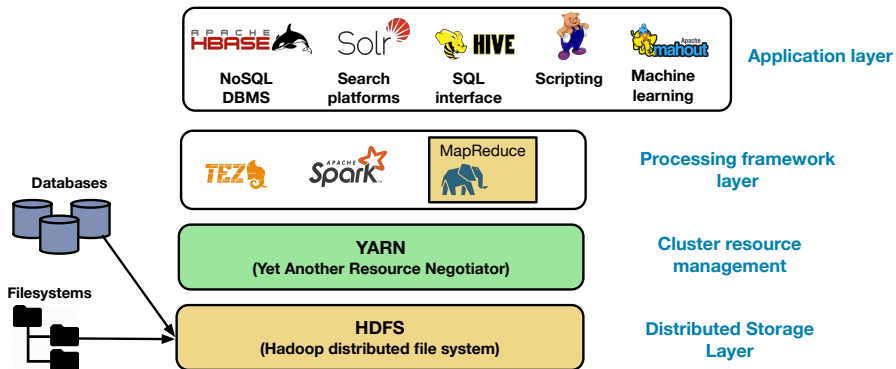 APACHE
HBASE
Solr
HIVE
Apache
mahout
NoSQL
DBMS
Search
platforms
SQL
interface
Scripting
Machine
learning
Application layer
TEZ
APACHE
Spark
MapReduce
Processing framework
layer
Databases
YARN
(Yet Another Resource Negotiator)
Cluster resource
management
Filesystems
HDFS
(Hadoop distributed file system)
Distributed Storage
Layer